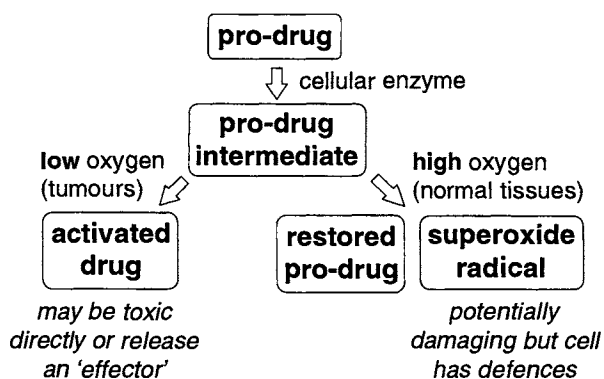 pro-drug
cellular enzyme
pro-drug
intermediate
low oxygen
(tumours)
high oxygen
(normal tissues)
activated
drug
restored
pro-drug
superoxide
radical
may be toxic
directly or release
an ‘effector’
potentially
damaging but cell
has defences